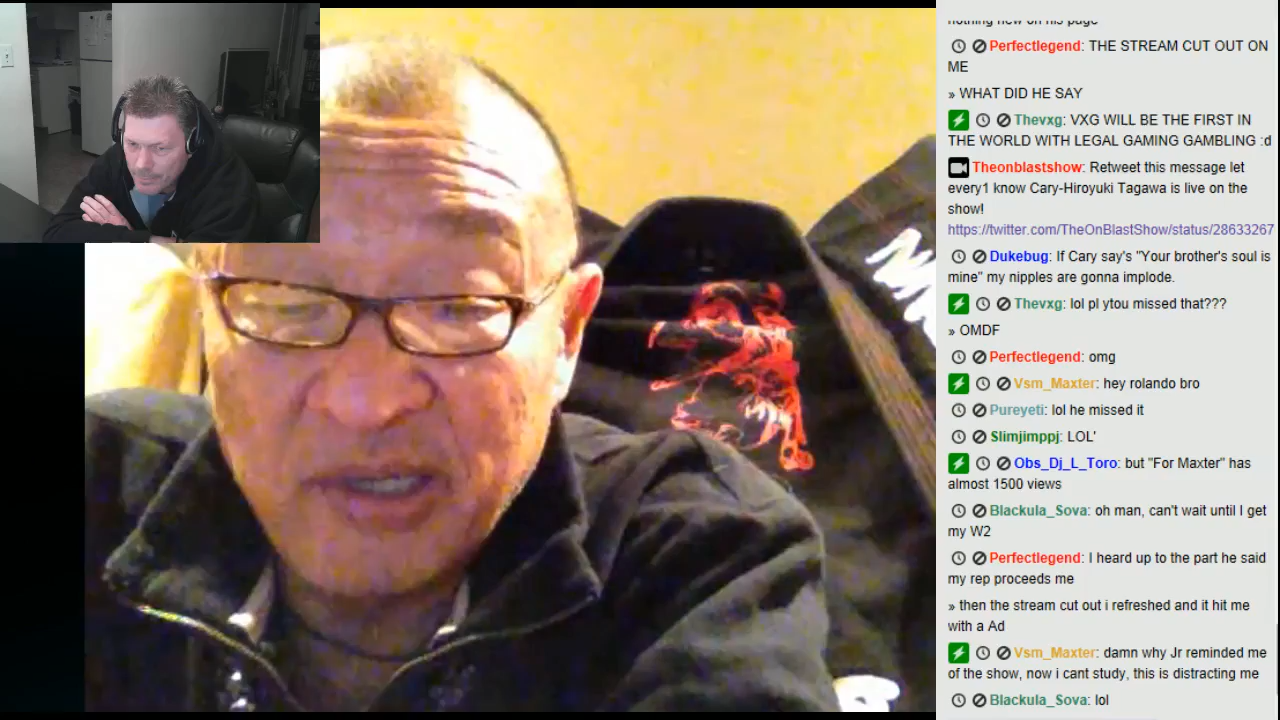 nothing new on his page
Perfectlegend: THE STREAM CUT OUT ON
ME
» WHAT DID HE SAY
Thevxg: VXG WILL BE THE FIRST IN
THE WORLD WITH LEGAL GAMING GAMBLING :d
Theonblastshow: Retweet this message let
every1 know Cary-Hiroyuki Tagawa is live on the
show!
https://twitter.com/TheOnBlastShow/status/28633267
Dukebug: If Cary say's "Your brother's soul is
mine" my nipples are gonna implode.
Thevxg: lol pl ytou missed that???
» OMDF
Perfectlegend: omg
Vsm_Maxter: hey rolando bro
Pureyeti: lol he missed it
Slimjimppj: LOL'
Obs_Dj_L_Toro: but "For Maxter" has
almost 1500 views
Blackula_Sova: oh man, can't wait until I get
my W2
Perfectlegend: I heard up to the part he said
my rep proceeds me
» then the stream cut out i refreshed and it hit me
with a Ad
Vsm_Maxter: damn why Jr reminded me
of the show, now i cant study, this is distracting me
Blackula_Sova: lol